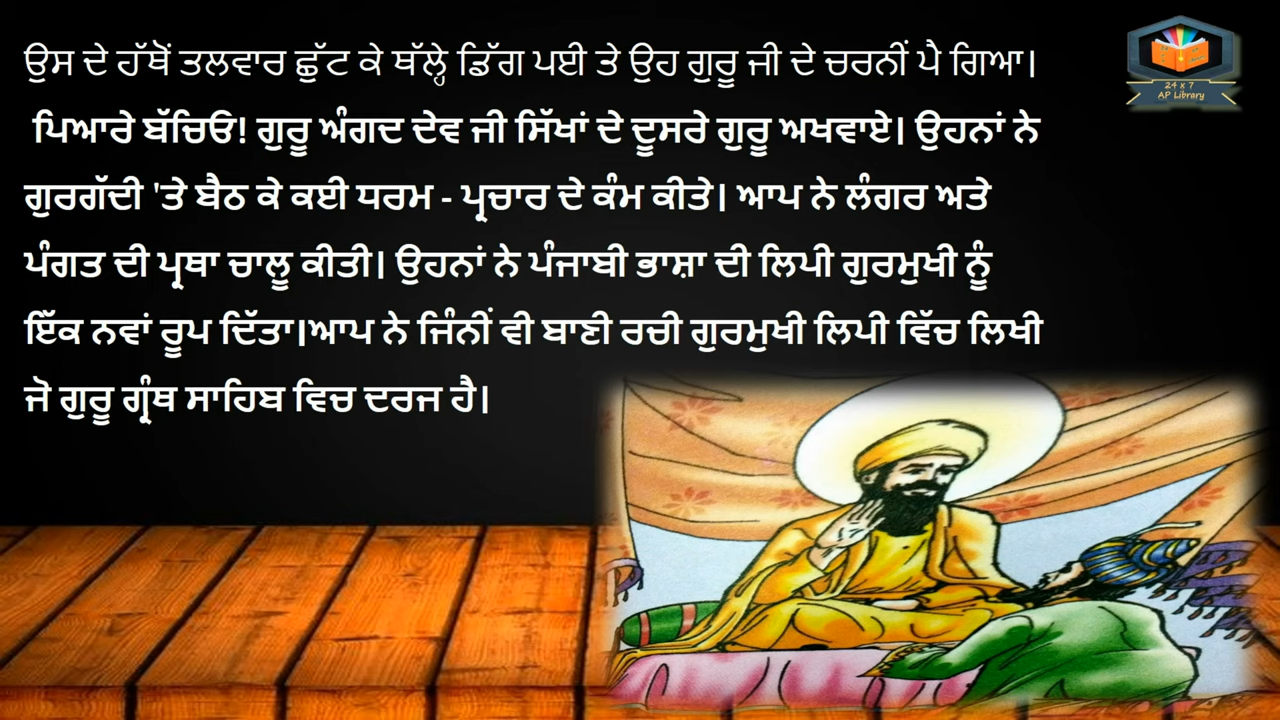 ਉਸ ਦੇ ਹੱਥੋਂ ਤਲਵਾਰ ਛੁੱਟ ਕੇ ਥੱਲ੍ਹੇ ਡਿੱਗ ਪਈ ਤੇ ਉਹ ਗੁਰੂ ਜੀ ਦੇ ਚਰਨੀਂ ਪੈ ਗਿਆ।
ਪਿਆਰੇ ਬੱਚਿਓ! ਗੁਰੂ ਅੰਗਦ ਦੇਵ ਜੀ ਸਿੱਖਾਂ ਦੇ ਦੂਸਰੇ ਗੁਰੂ ਅਖਵਾਏ। ਉਹਨਾਂ ਨੇ
ਗੁਰਗੱਦੀ 'ਤੇ ਬੈਠ ਕੇ ਕਈ ਧਰਮ - ਪ੍ਰਚਾਰ ਦੇ ਕੰਮ ਕੀਤੇ। ਆਪ ਨੇ ਲੰਗਰ ਅਤੇ
ਪੰਗਤ ਦੀ ਪ੍ਰਥਾ ਚਾਲੂ ਕੀਤੀ। ਉਹਨਾਂ ਨੇ ਪੰਜਾਬੀ ਭਾਸ਼ਾ ਦੀ ਲਿਪੀ ਗੁਰਮੁਖੀ ਨੂੰ
ਇੱਕ ਨਵਾਂ ਰੂਪ ਦਿੱਤਾ।ਆਪ ਨੇ ਜਿੰਨੀਂ ਵੀ ਬਾਣੀ ਰਚੀ ਗੁਰਮੁਖੀ ਲਿਪੀ ਵਿੱਚ ਲਿਖੀ
ਜੋ ਗੁਰੂ ਗ੍ਰੰਥ ਸਾਹਿਬ ਵਿਚ ਦਰਜ ਹੈ।
24 x 7
AP Library